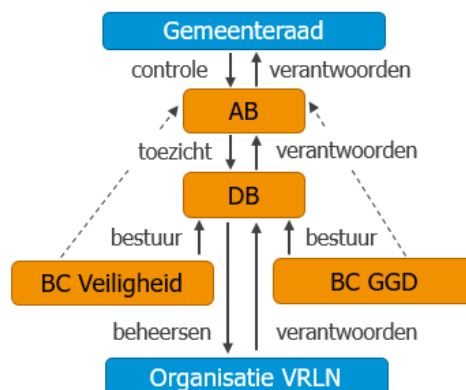 Gemeenteraad
controle verantwoorden
AB
toezicht verantwoorden
DB
bestuur bestuur
BC Veiligheid BC GGD
beheersen verantwoorden
Organisatie VRLN